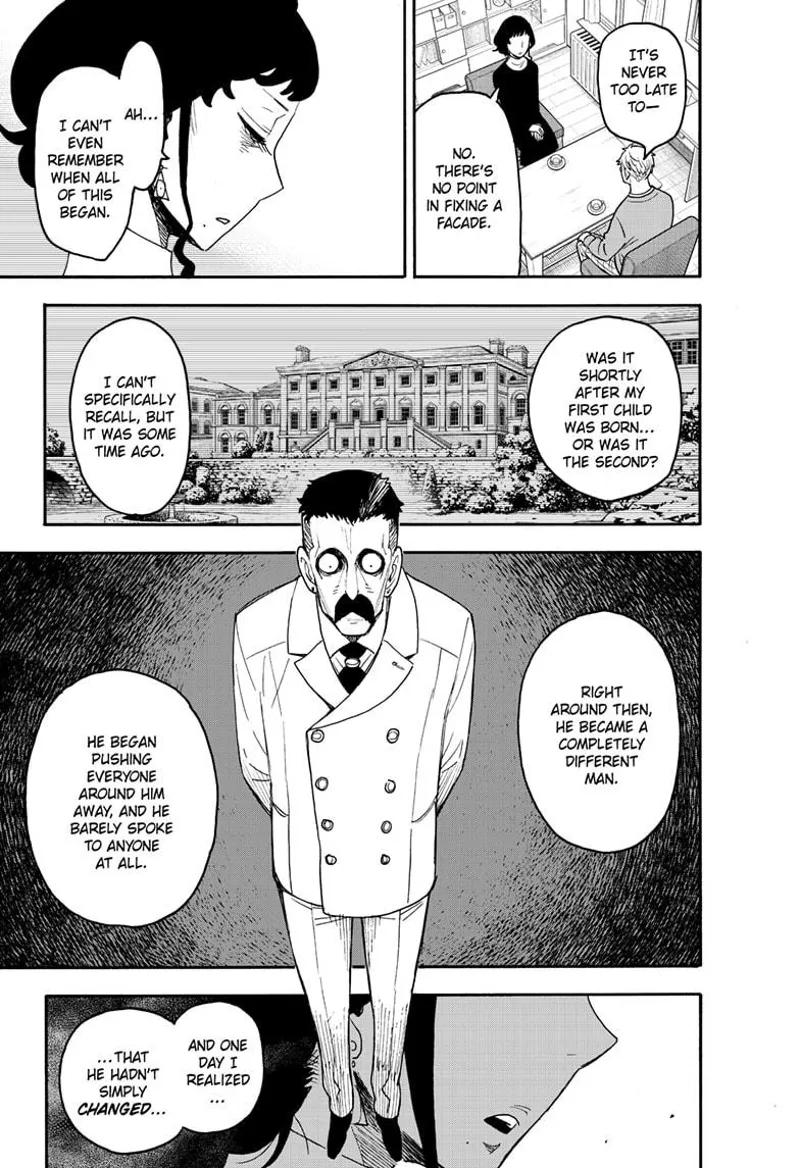 IT'S
NEVER
TOO LATE
TO—
NO.
THERE'S
NO POINT
IN FIXING A
FACADE.
AH...
I CAN'T
EVEN
REMEMBER
WHEN ALL
OF THIS
BEGAN.
WAS IT
SHORTLY
AFTER MY
FIRST CHILD
WAS BORN...
OR WAS IT
THE SECOND?
I CAN'T
SPECIFICALLY
RECALL, BUT
IT WAS SOME
TIME AGO.
RIGHT
AROUND THEN,
HE BECAME A
COMPLETELY
DIFFERENT
MAN.
HE BEGAN
PUSHING
EVERYONE
AROUND HIM
AWAY, AND HE
BARELY SPOKE
TO ANYONE
AT ALL.
AND ONE
DAY I
REALIZED
...
...THAT
HE HADN'T
SIMPLY
CHANGED...